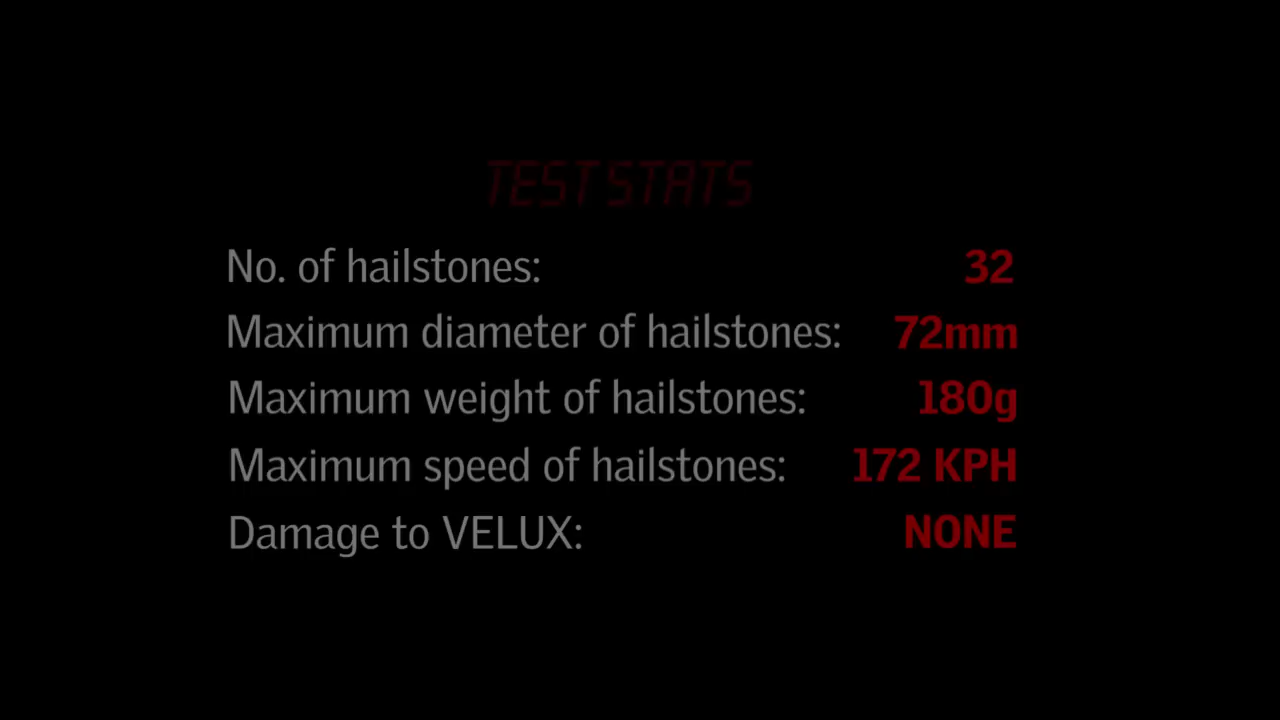 TEST STATS
No. of hailstones: 32
Maximum diameter of hailstones: 72mm
Maximum weight of hailstones: 180g
Maximum speed of hailstones: 172 KPH
Damage to VELUX: NONE